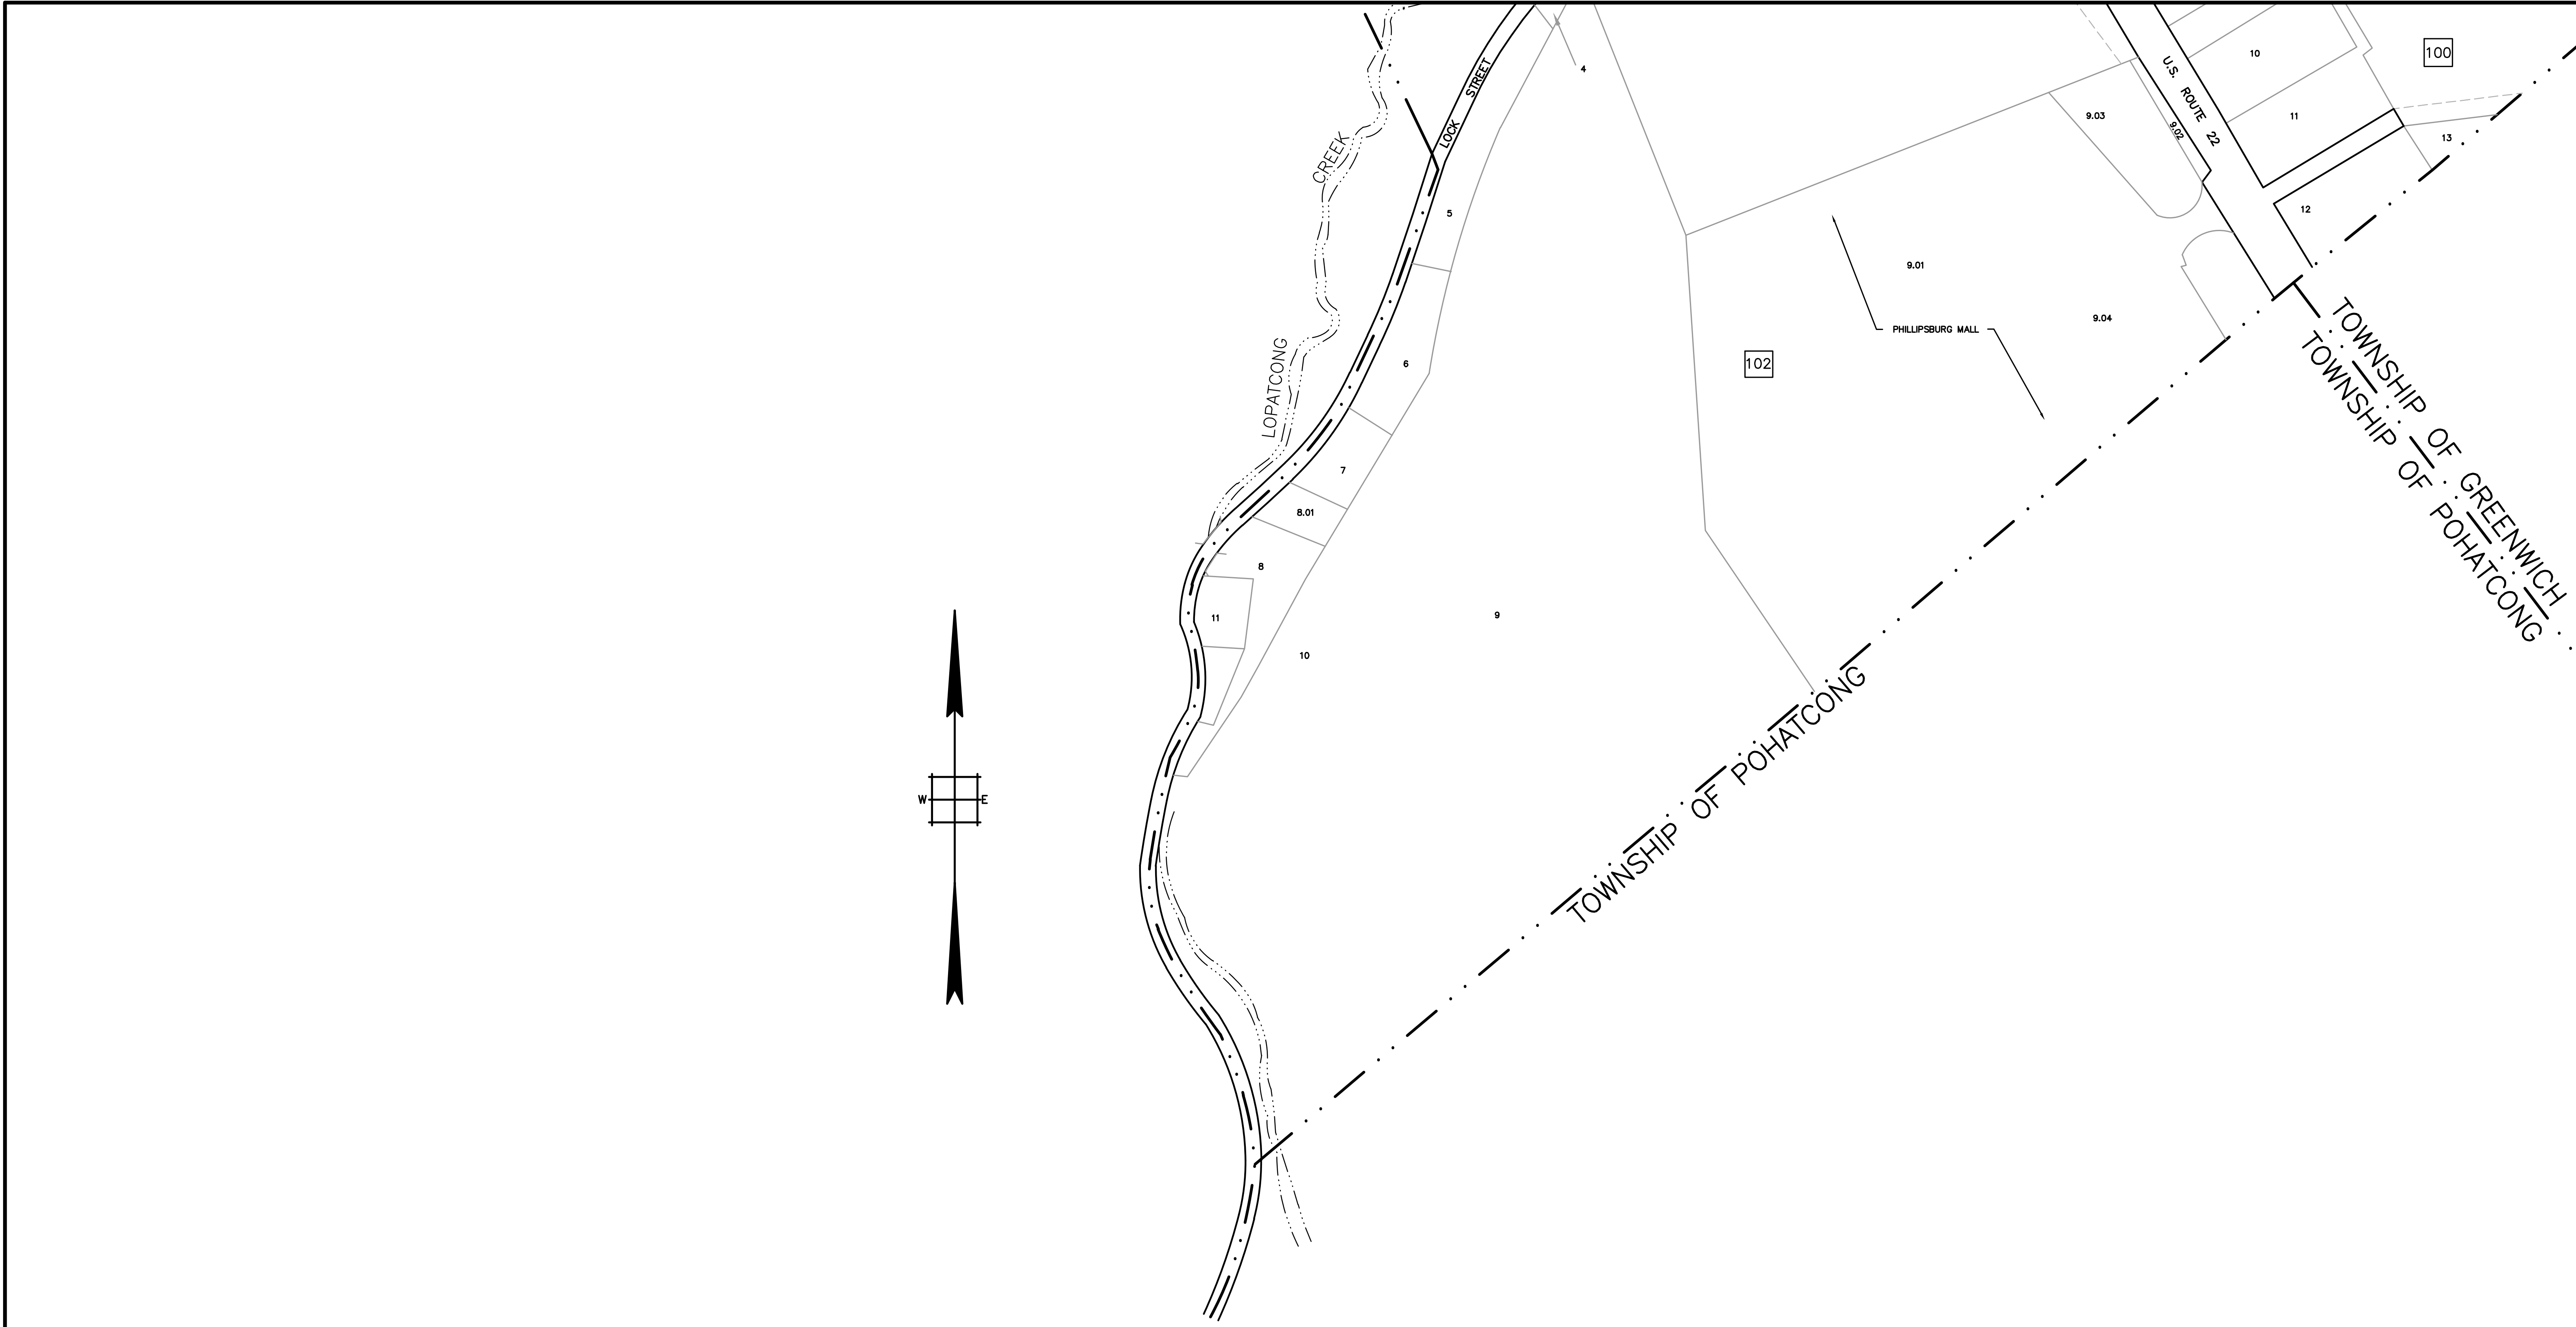 10
100
U.S. ROUTE 22
4
LOCK STREET
9.03
9.02
11
13
CREEK
5
12
9.01
9.04
PHILLIPSBURG MALL
TOWNSHIP OF GREENWICH
TOWNSHIP OF POHATCONG
102
6
LOPATCONG
7
8.01
8
11
9
10
TOWNSHIP OF POHATCONG
W E